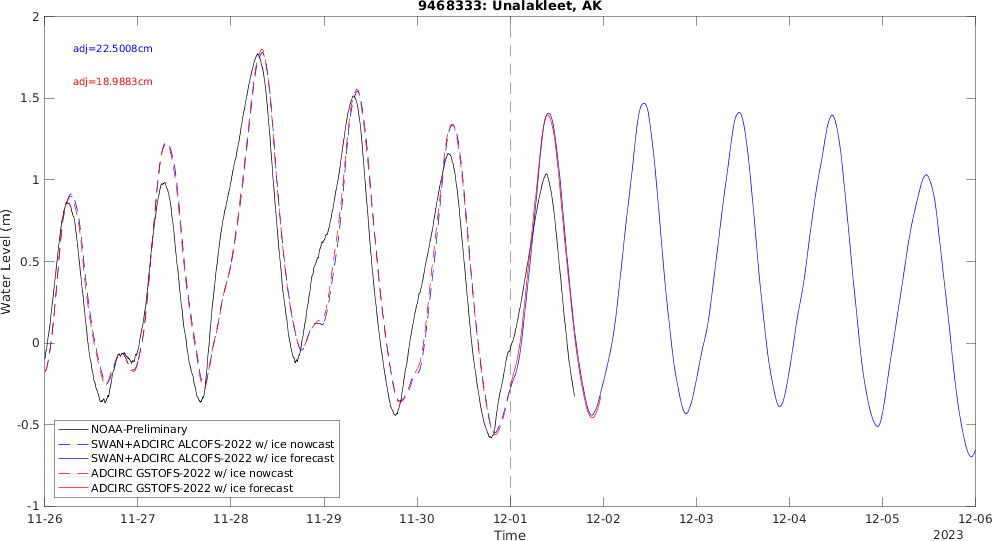 9468333: Unalakleet, AK
adj=22.5008cm
adj=18.9883cm
Water Level (m)
2
1.5
1
0.5
0
-0.5
-1
NOAA-Preliminary
SWAN+ADCIRC ALCOFS-2022 w/ ice nowcast
SWAN+ADCIRC ALCOFS-2022 w/ ice forecast
ADCIRC GSTOFS-2022 w/ ice nowcast
ADCIRC GSTOFS-2022 w/ ice forecast
11-26 11-27 11-28 11-29 11-30 12-01 12-02 12-03 12-04 12-05 12-06
Time
2023